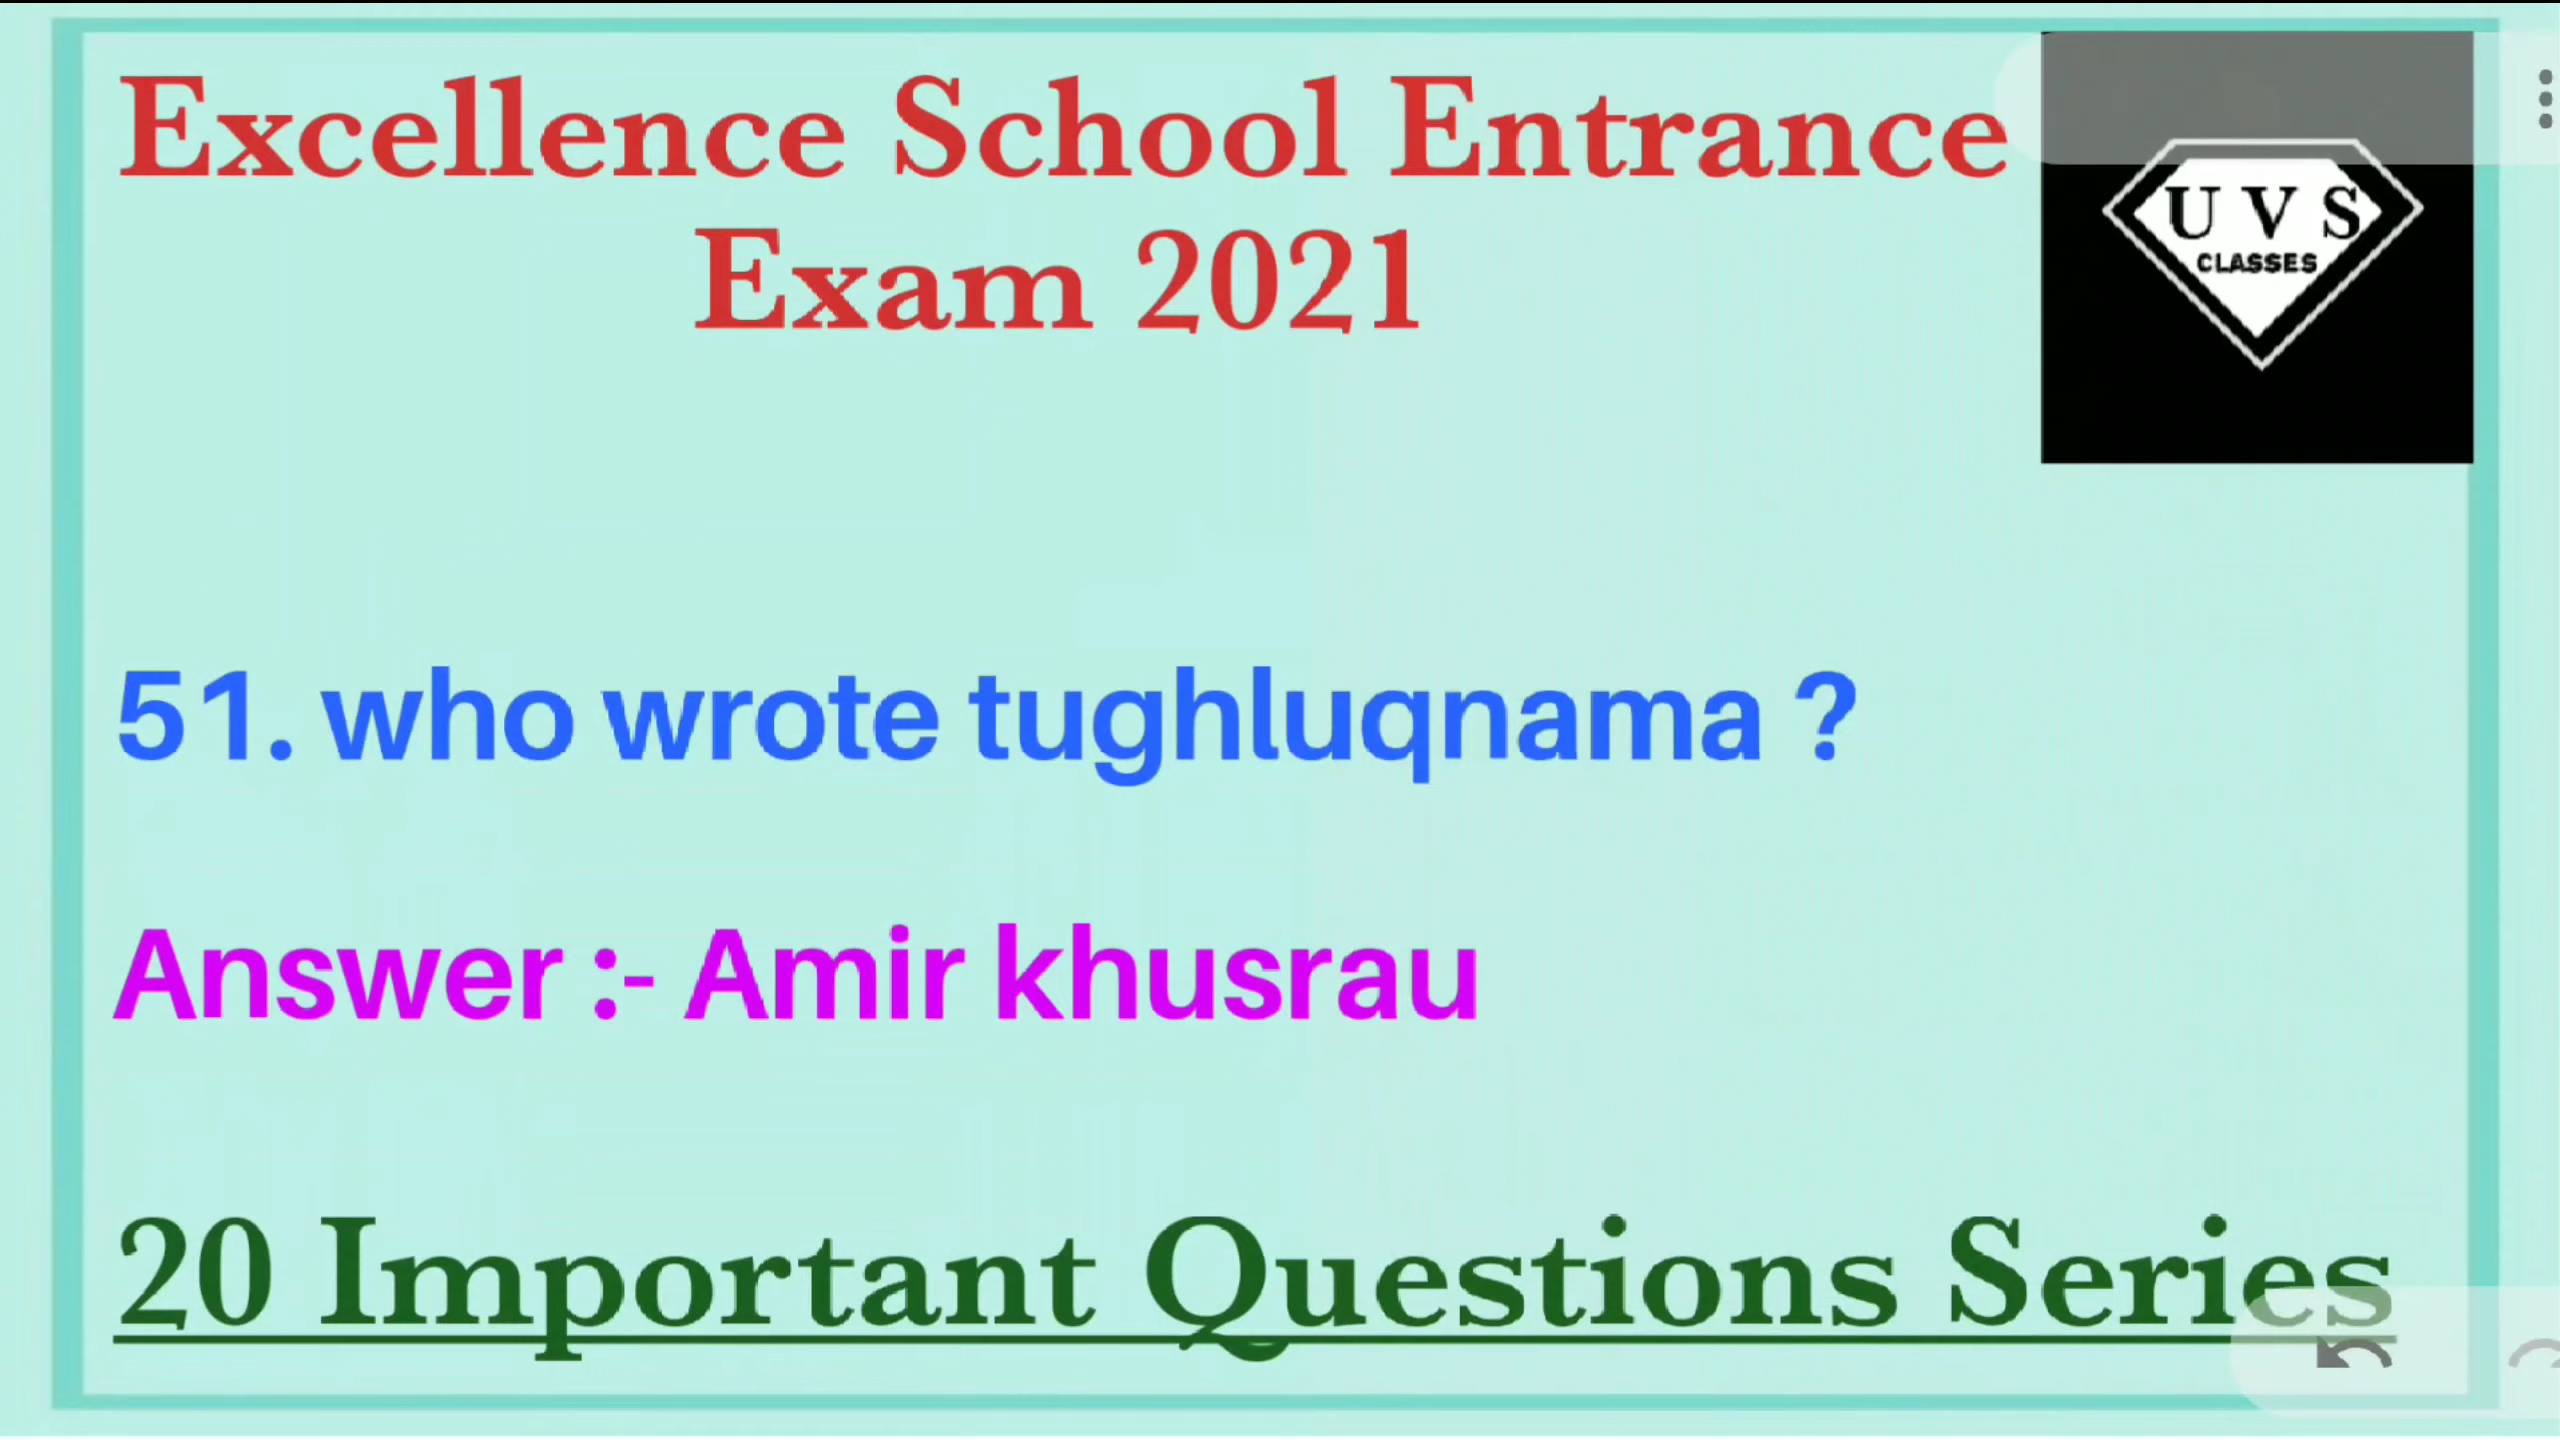 Excellence School Entrance
Exam 2021
U V S
CLASSES
51. who wrote tughluqnama ?
Answer :- Amir khusrau
20 Important Questions Series